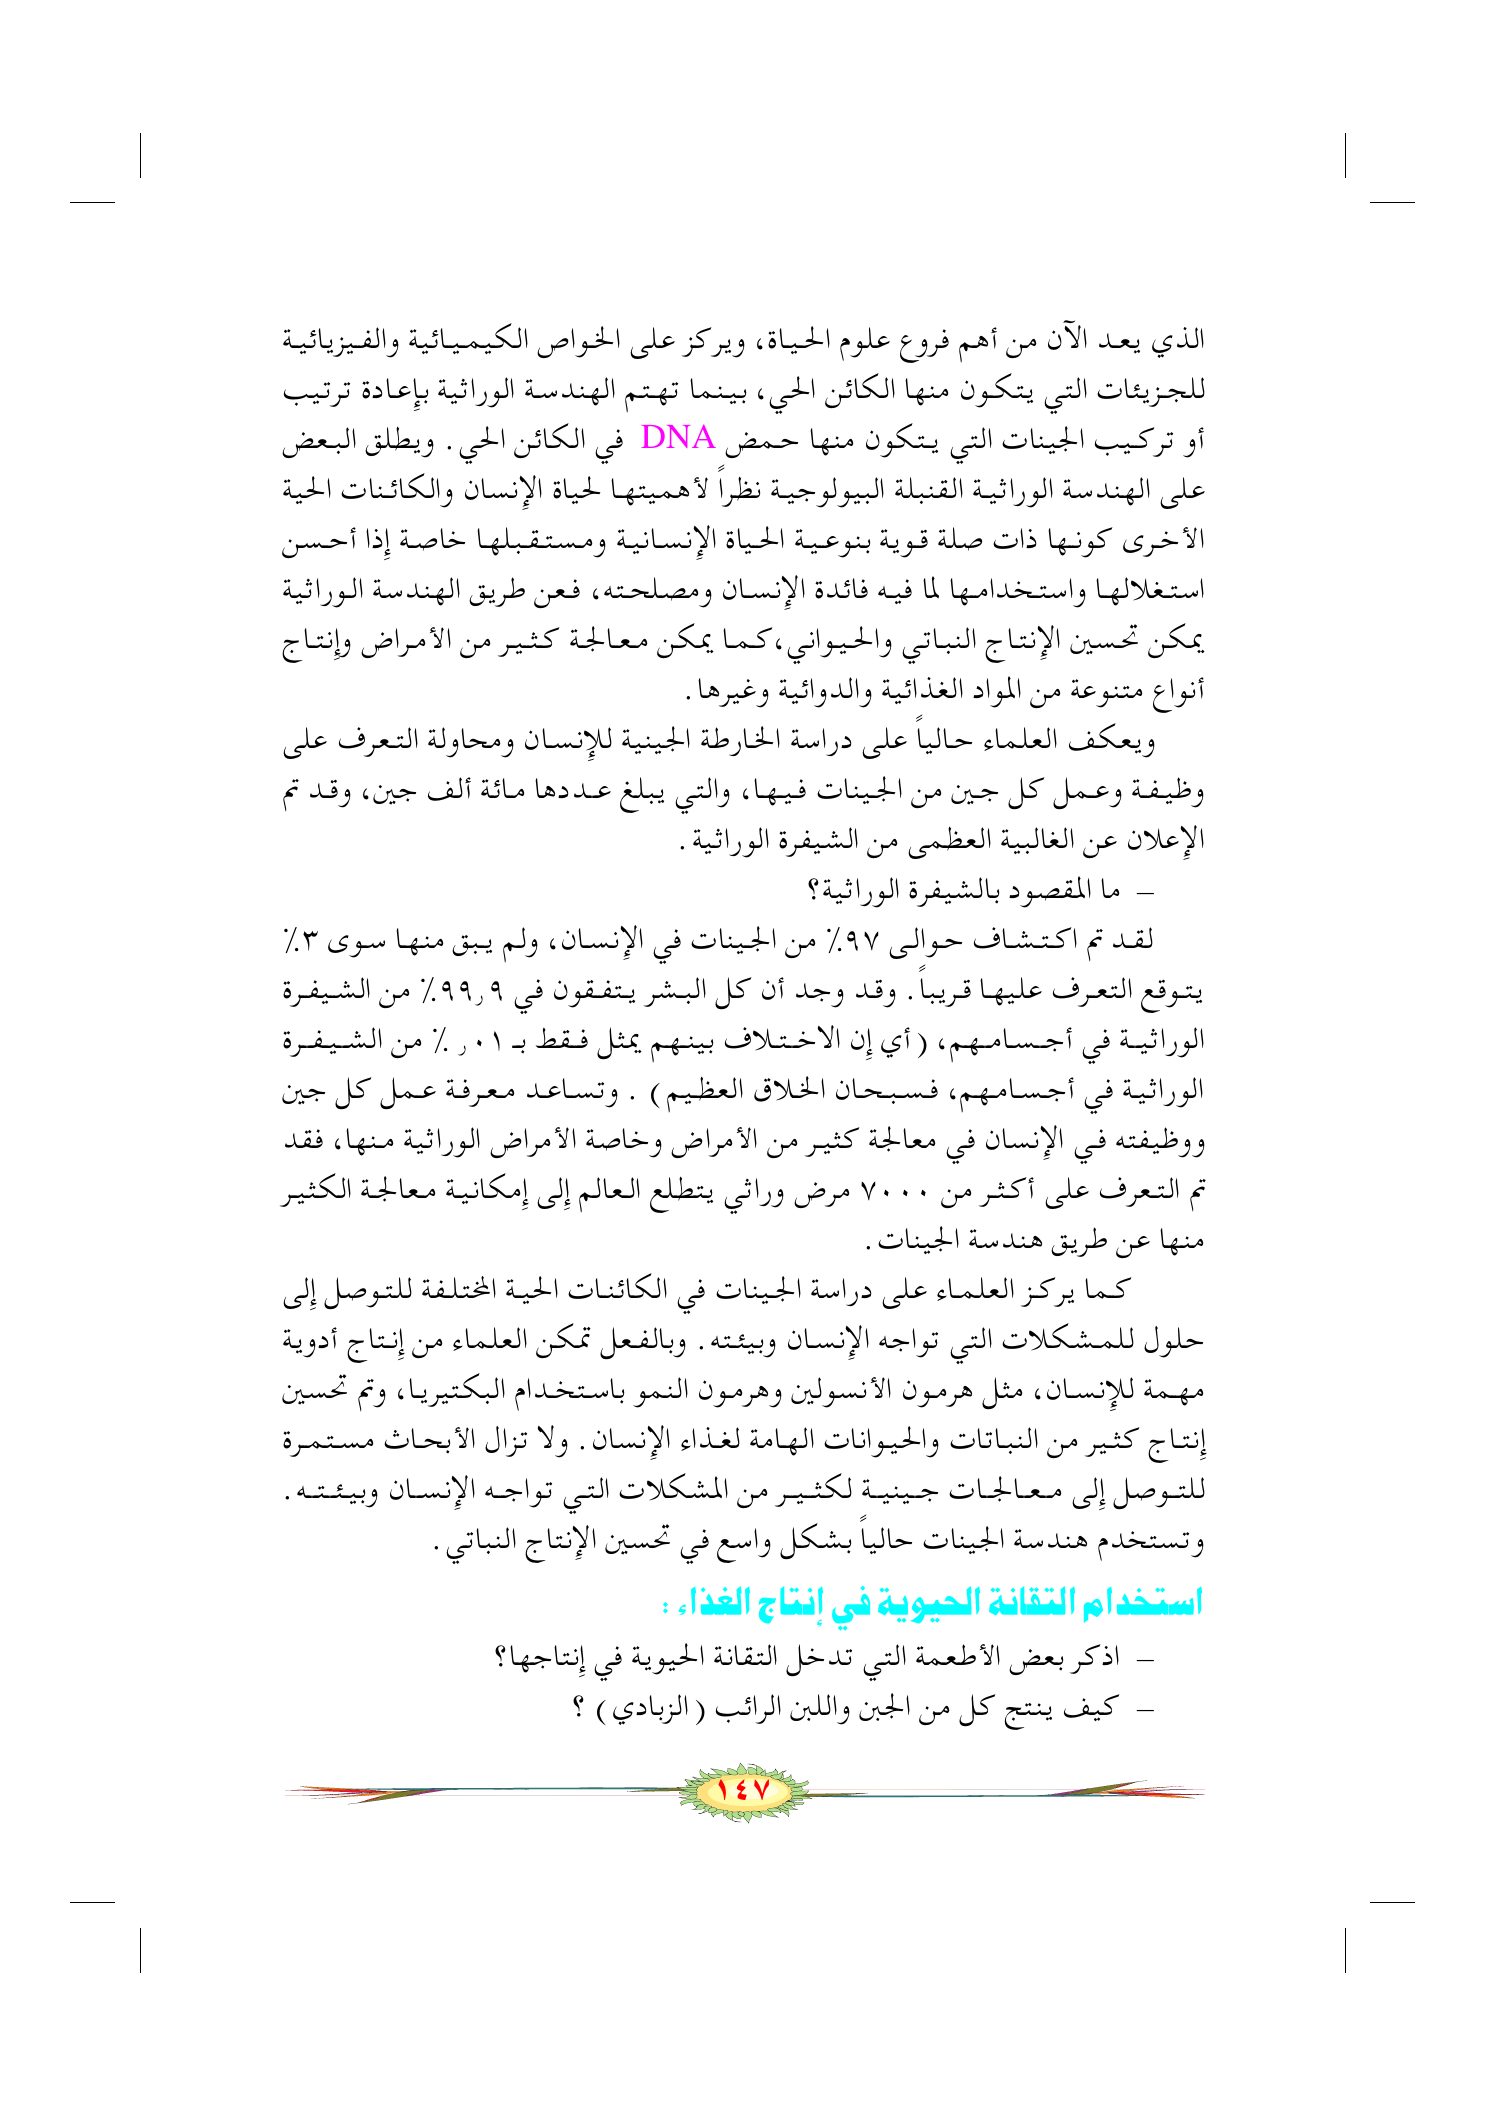 الذي يعد الآن من أهم فروع علوم الحياة، ويركز على الخواص الكيميائية والفيزيائية
للجزيئات التي يتكون منها الكائن الحي، بينما تهتم الهندسة الوراثية بإعادة ترتيب
أو تركيب الجينات التي يتكون منها حمض DNA في الكائن الحي. ويطلق البعض
على الهندسة الوراثية القنبلة البيولوجية نظراً لأهميتها لحياة الإنسان والكائنات الحية
الأخرى كونها ذات صلة قوية بنوعية الحياة الإنسانية ومستقبلها خاصة إذا أحسن
استغلالها واستخدامها لما فيه فائدة الإنسان ومصلحته، فعن طريق الهندسة الوراثية
يمكن تحسين الإنتاج النباتي والحيواني، كما يمكن معالجة كثير من الأمراض وإنتاج
أنواع متنوعة من المواد الغذائية والدوائية وغيرها.
ويعكف العلماء حالياً على دراسة الخارطة الجينية للإنسان ومحاولة التعرف على
وظيفة وعمل كل جين من الجينات فيها، والتي يبلغ عددها مائة ألف جين، وقد تم
الإعلان عن الغالبية العظمى من الشيفرة الوراثية.
– ما المقصود بالشيفرة الوراثية؟
لقد تم اكتشاف حوالى ٩٧٪ من الجينات في الإنسان، ولم يبق منها سوى ٣٪
يتوقع التعرف عليها قريباً. وقد وجد أن كل البشر يتفقون في ٩٩٫٩٪ من الشيفرة
الوراثية في أجسامهم، (أي إن الاختلاف بينهم يمثل فقط بـ ٠١٫ ٪ من الشيفرة
الوراثية في أجسامهم، فسبحان الخلاق العظيم) . وتساعد معرفة عمل كل جين
ووظيفته في الإنسان في معالجة كثير من الأمراض وخاصة الأمراض الوراثية منها، فقد
تم التعرف على أكثر من ٧٠٠٠ مرض وراثي يتطلع العالم إلى إمكانية معالجة الكثير
منها عن طريق هندسة الجينات.
كما يركز العلماء على دراسة الجينات في الكائنات الحية المختلفة للتوصل إلى
حلول للمشكلات التي تواجه الإنسان وبيئته. وبالفعل تمكن العلماء من إنتاج أدوية
مهمة للإنسان، مثل هرمون الأنسولين وهرمون النمو باستخدام البكتيريا، وتم تحسين
إنتاج كثير من النباتات والحيوانات الهامة لغذاء الإنسان. ولا تزال الأبحاث مستمرة
للتوصل إلى معالجات جينية لكثير من المشكلات التي تواجه الإنسان وبيئته.
وتستخدم هندسة الجينات حالياً بشكل واسع في تحسين الإنتاج النباتي.
استخدام التقانة الحيوية في إنتاج الغذاء :
– اذكر بعض الأطعمة التي تدخل التقانة الحيوية في إنتاجها؟
– كيف ينتج كل من الجبن واللبن الرائب (الزبادي) ؟
١٤٧